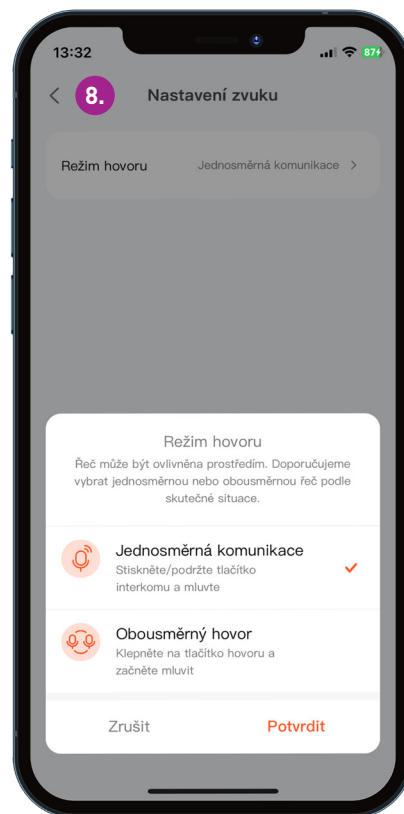 13:32
87
8.
Nastavení zvuku
Režim hovoru
Jednosměrná komunikace
Režim hovoru
Řeč může být ovlivněna prostředím. Doporučujeme
vybrat jednosměrnou nebo obousměrnou řeč podle
skutečné situace.
Jednosměrná komunikace
Stiskněte/podržte tlačítko
interkomu a mluvte
Obousměrný hovor
Klepněte na tlačítko hovoru a
začněte mluvit
Zrušit
Potvrdit